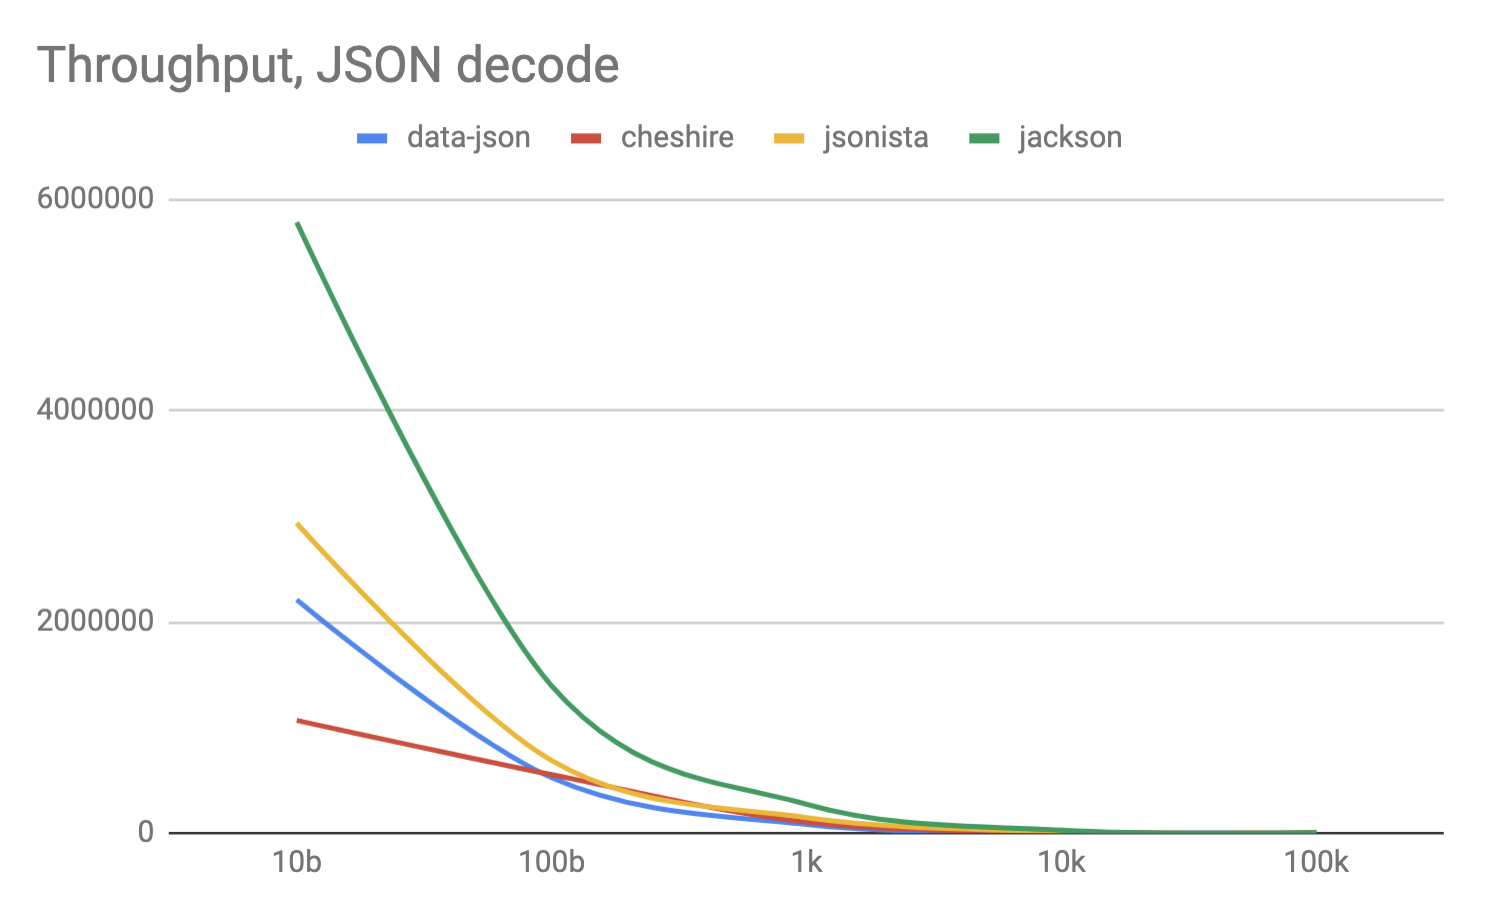 Throughput, JSON decode
data-json cheshire jsonista jackson
6000000
4000000
2000000
0
10b 100b 1k 10k 100k